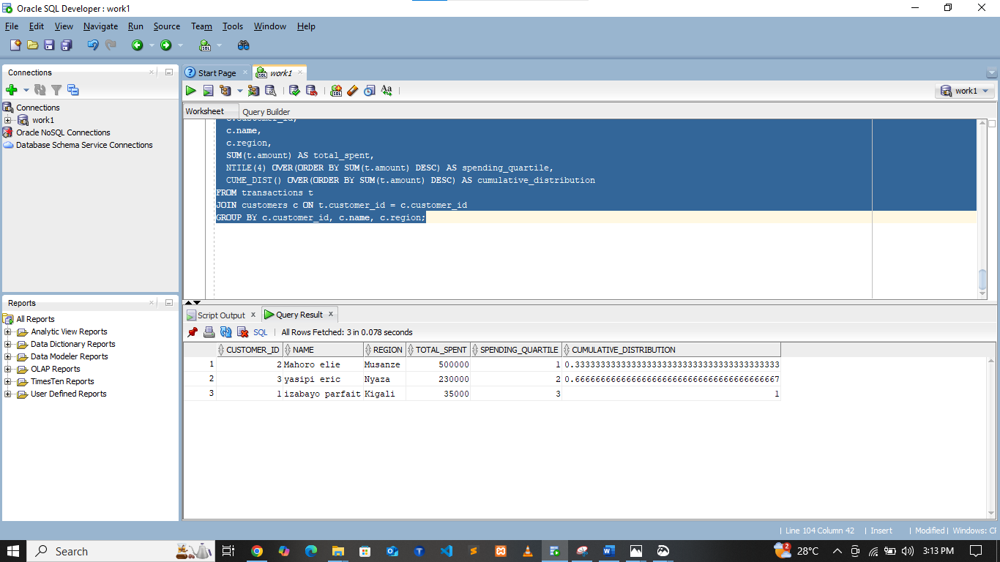 Oracle SQL Developer : work1
File Edit View Navigate Run Source Team Tools Window Help
Connections
Start Page
work1
work1
Connections
work1
Oracle NoSQL Connections
Database Schema Service Connections
Worksheet Query Builder
c.customer_id,
c.name,
c.region,
SUM(t.amount) AS total_spent,
NTILE(4) OVER(ORDER BY SUM(t.amount) DESC) AS spending_quartile,
CUME_DIST() OVER(ORDER BY SUM(t.amount) DESC) AS cumulative_distribution
FROM transactions t
JOIN customers c ON t.customer_id = c.customer_id
GROUP BY c.customer_id, c.name, c.region;
Reports
All Reports
Analytic View Reports
Data Dictionary Reports
Data Modeler Reports
OLAP Reports
TimesTen Reports
User Defined Reports
Script Output x Query Result x
SQL | All Rows Fetched: 3 in 0.078 seconds
CUSTOMER_ID NAME REGION TOTAL_SPENT SPENDING_QUARTILE CUMULATIVE_DISTRIBUTION
1 2 Mahoro elie Musanze 500000 1 0.3333333333333333333333333333333333333333
2 3 yasipi eric Nyaza 230000 2 0.6666666666666666666666666666666666666667
3 1 izabayo parfait Kigali 35000 3 1
| Line 104 Column 42 | Insert | Modified | Windows: CF
Search
2
28°C
3:13 PM